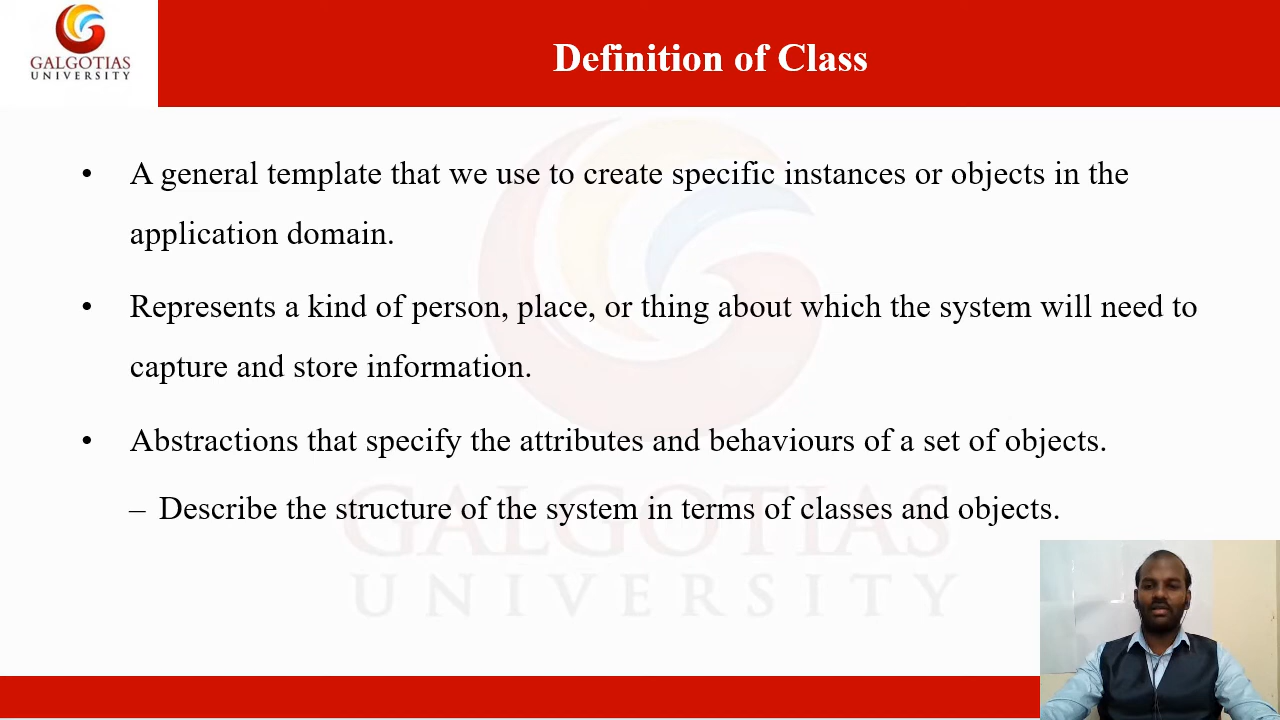 GALGOTIAS
UNIVERSITY
Definition of Class
• A general template that we use to create specific instances or objects in the
application domain.
• Represents a kind of person, place, or thing about which the system will need to
capture and store information.
• Abstractions that specify the attributes and behaviours of a set of objects.
– Describe the structure of the system in terms of classes and objects.
GALGOTIAS
UNIVERSITY